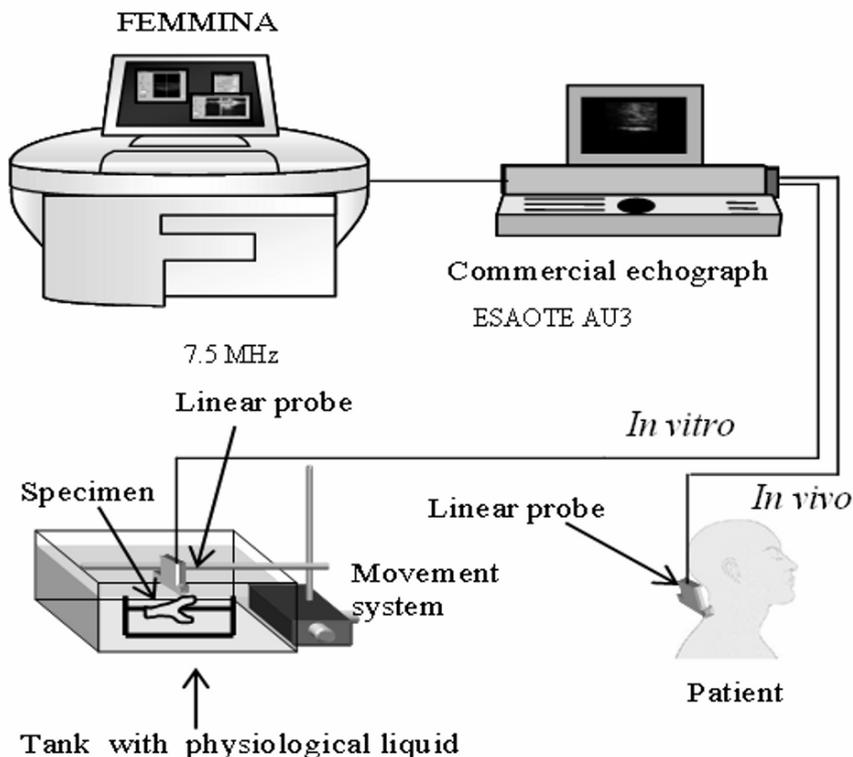 FEMMINA
Commercial echograph
ESAOTE AU3
7.5 MHz
Linear probe
In vitro
Specimen
Linear probe
In vivo
Movement
system
Patient
Tank with physiological liquid